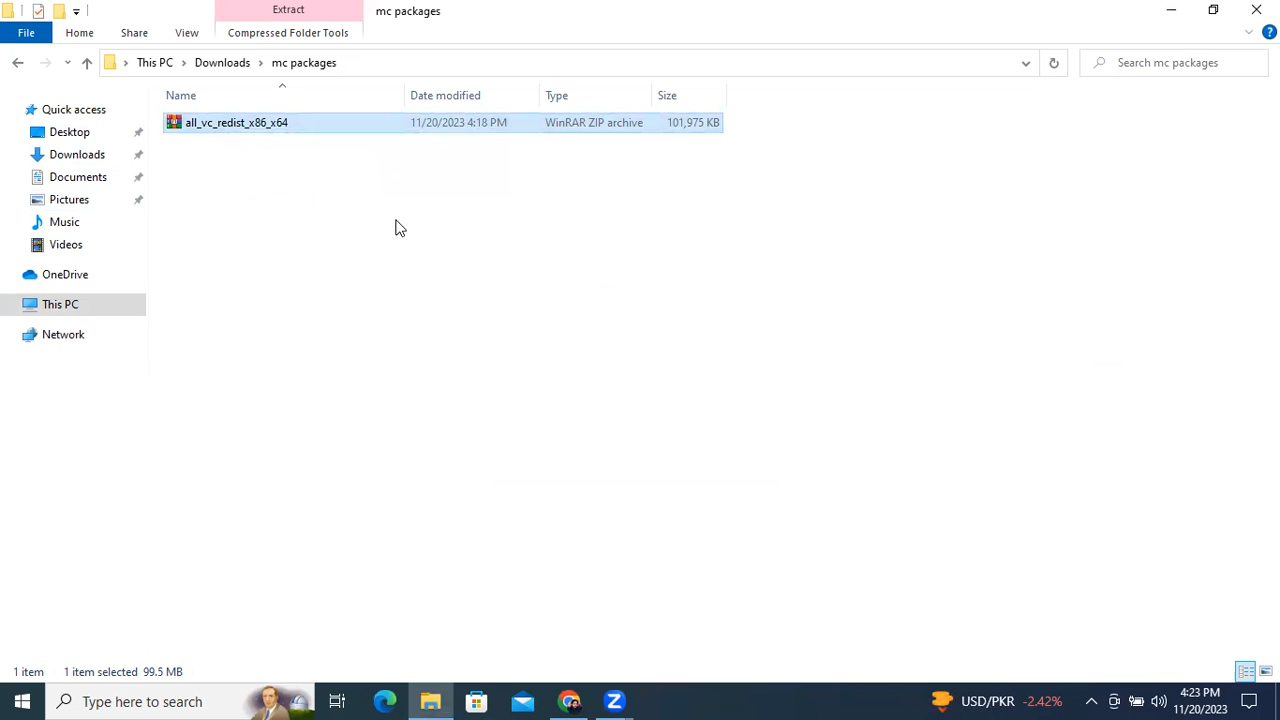 Extract
mc packages
File
Home
Share
View
Compressed Folder Tools
This PC
Downloads
mc packages
Search mc packages
Name
Date modified
Type
Size
all_vc_redist_x86_x64
11/20/2023 4:18 PM
WinRAR ZIP archive
101,975 KB
Quick access
Desktop
Downloads
Documents
Pictures
Music
Videos
OneDrive
This PC
Network
1 item
1 item selected 99.5 MB
Type here to search
USD/PKR -2.42%
4:23 PM
11/20/2023